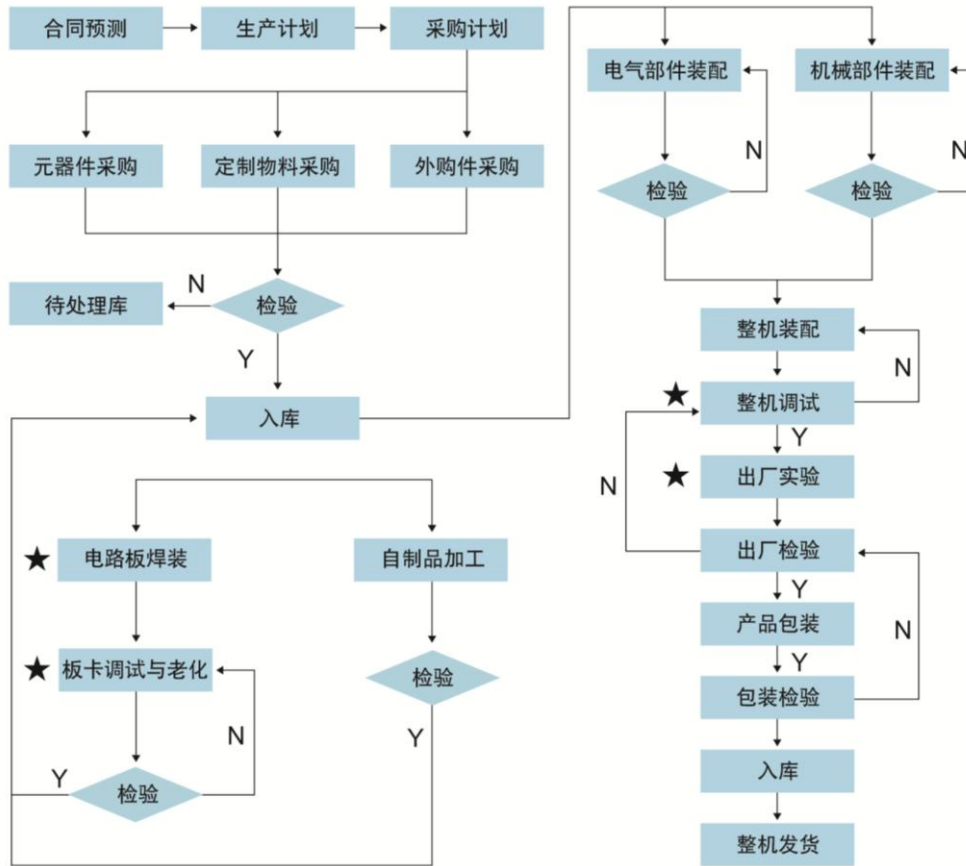 合同预测
生产计划
采购计划
元器件采购
定制物料采购
外购件采购
检验
N
待处理库
Y
入库
★
电路板焊装
自制品加工
★
板卡调试与老化
检验
N
Y
Y
检验
电气部件装配
机械部件装配
N
N
检验
检验
整机装配
N
★
整机调试
Y
★
出厂实验
N
出厂检验
Y
产品包装
N
Y
包装检验
入库
整机发货